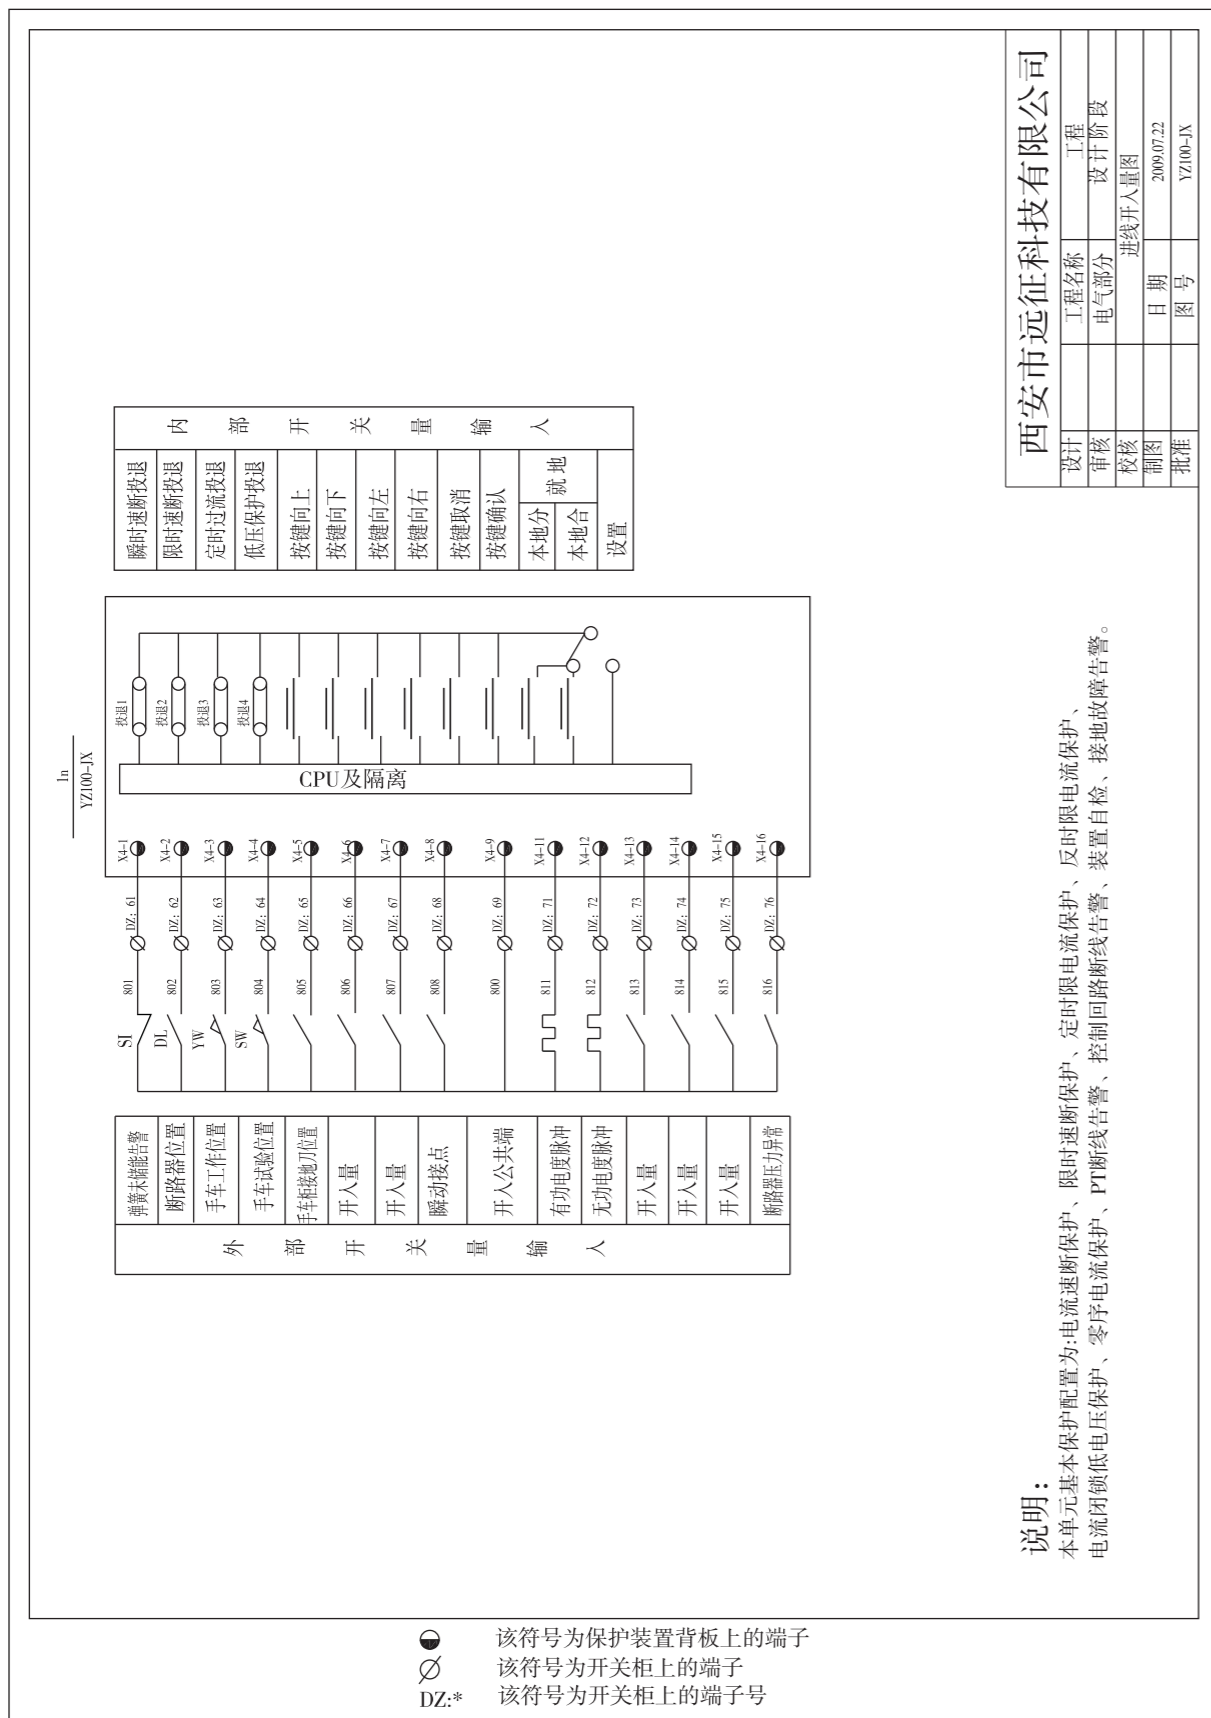 1n
YZ100-JX
弹簧未储能告警 SI 801 DZ: 61 X4-1
断路器位置 DL 802 DZ: 62 X4-2
手车工作位置 YW 803 DZ: 63 X4-3
手车试验位置 SW 804 DZ: 64 X4-4
手车柜接地刀位置 805 DZ: 65 X4-5
开入量 806 DZ: 66 X4-6
开入量 807 DZ: 67 X4-7
瞬动接点 808 DZ: 68 X4-8
开入公共端 800 DZ: 69 X4-9
有功电度脉冲 811 DZ: 71 X4-11
无功电度脉冲 812 DZ: 72 X4-12
开入量 813 DZ: 73 X4-13
开入量 814 DZ: 74 X4-14
开入量 815 DZ: 75 X4-15
断路器压力异常 816 DZ: 76 X4-16
外部开关量输入
CPU及隔离
投退1
投退2
投退3
投退4
瞬时速断投退
限时速断投退
定时过流投退
低压保护投退
按键向上
按键向下
按键向左
按键向右
按键取消
按键确认
本地分
本地合
就地
设置
内部开关量输入
说明：
本单元基本保护配置为:电流速断保护、限时速断保护、定时限电流保护、反时限电流保护、
电流闭锁低电压保护、零序电流保护、PT断线告警、控制回路断线告警、装置自检、接地故障告警。
西安市远征科技有限公司
设计 工程名称 工程
审核 电气部分 设计阶段
校核 进线开入量图
制图 日 期 2009.07.22
批准 图 号 YZ100-JX
该符号为保护装置背板上的端子
该符号为开关柜上的端子
DZ:* 该符号为开关柜上的端子号